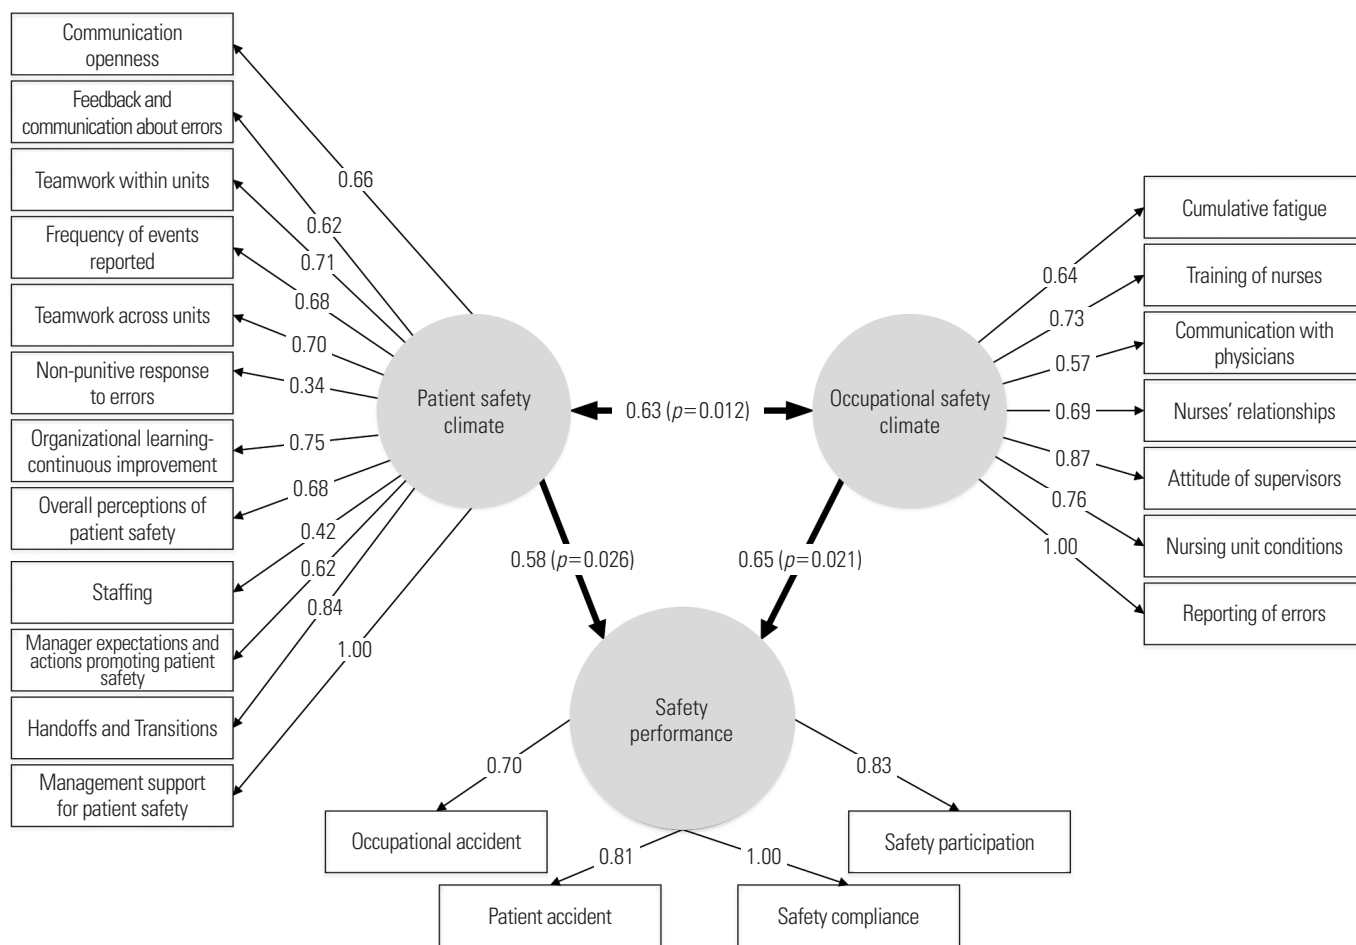 Communication
openness
Feedback and
communication about errors
Teamwork within units
Frequency of events
reported
Teamwork across units
Non-punitive response
to errors
Organizational learning-
continuous improvement
Overall perceptions of
patient safety
Staffing
Manager expectations and
actions promoting patient
safety
Handoffs and Transitions
Management support
for patient safety
0.66
0.62
0.71
0.68
0.70
0.34
0.75
0.68
0.42
0.62
0.84
1.00
Patient safety
climate
0.63 (p=0.012)
Occupational safety
climate
0.58 (p=0.026)
0.65 (p=0.021)
0.64
0.73
0.57
0.69
0.87
0.76
1.00
Cumulative fatigue
Training of nurses
Communication with
physicians
Nurses’ relationships
Attitude of supervisors
Nursing unit conditions
Reporting of errors
Safety
performance
0.70
0.81
1.00
0.83
Occupational accident
Patient accident
Safety compliance
Safety participation